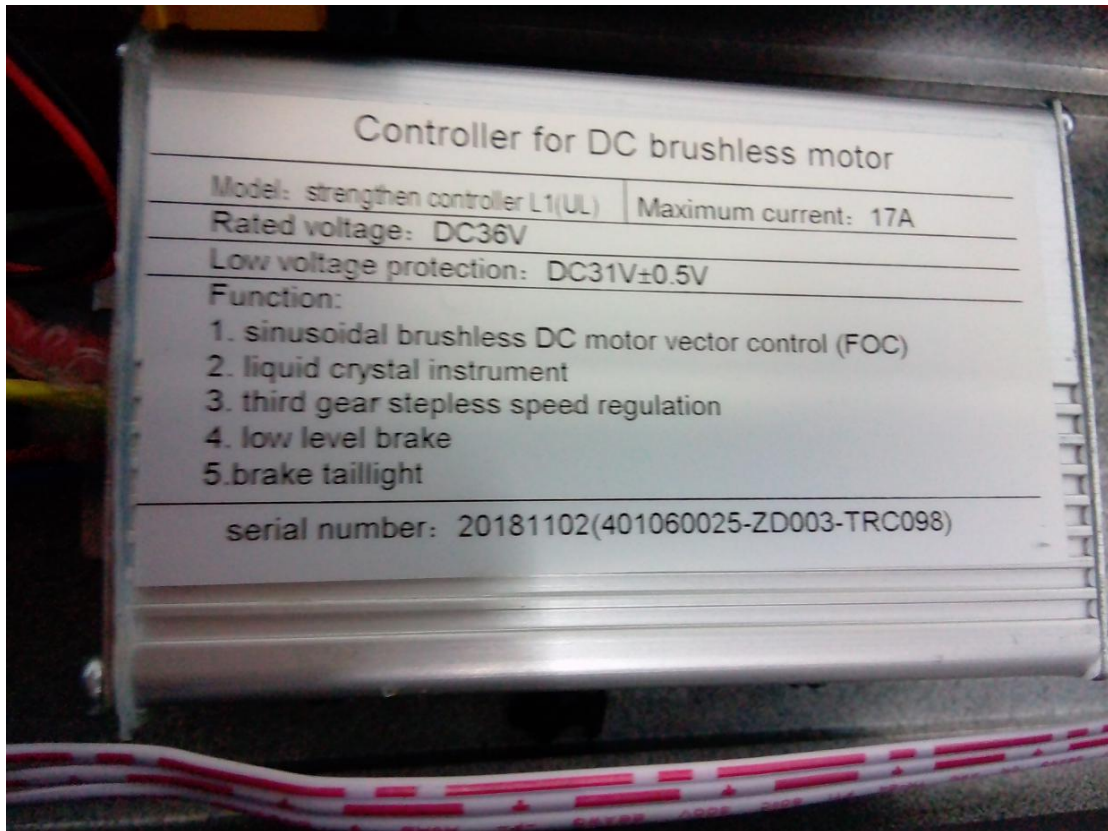 Controller for DC brushless motor
Model: strengthen controller L1(UL) Maximum current: 17A
Rated voltage: DC36V
Low voltage protection: DC31V±0.5V
Function:
1. sinusoidal brushless DC motor vector control (FOC)
2. liquid crystal instrument
3. third gear stepless speed regulation
4. low level brake
5.brake taillight
serial number: 20181102(401060025-ZD003-TRC098)